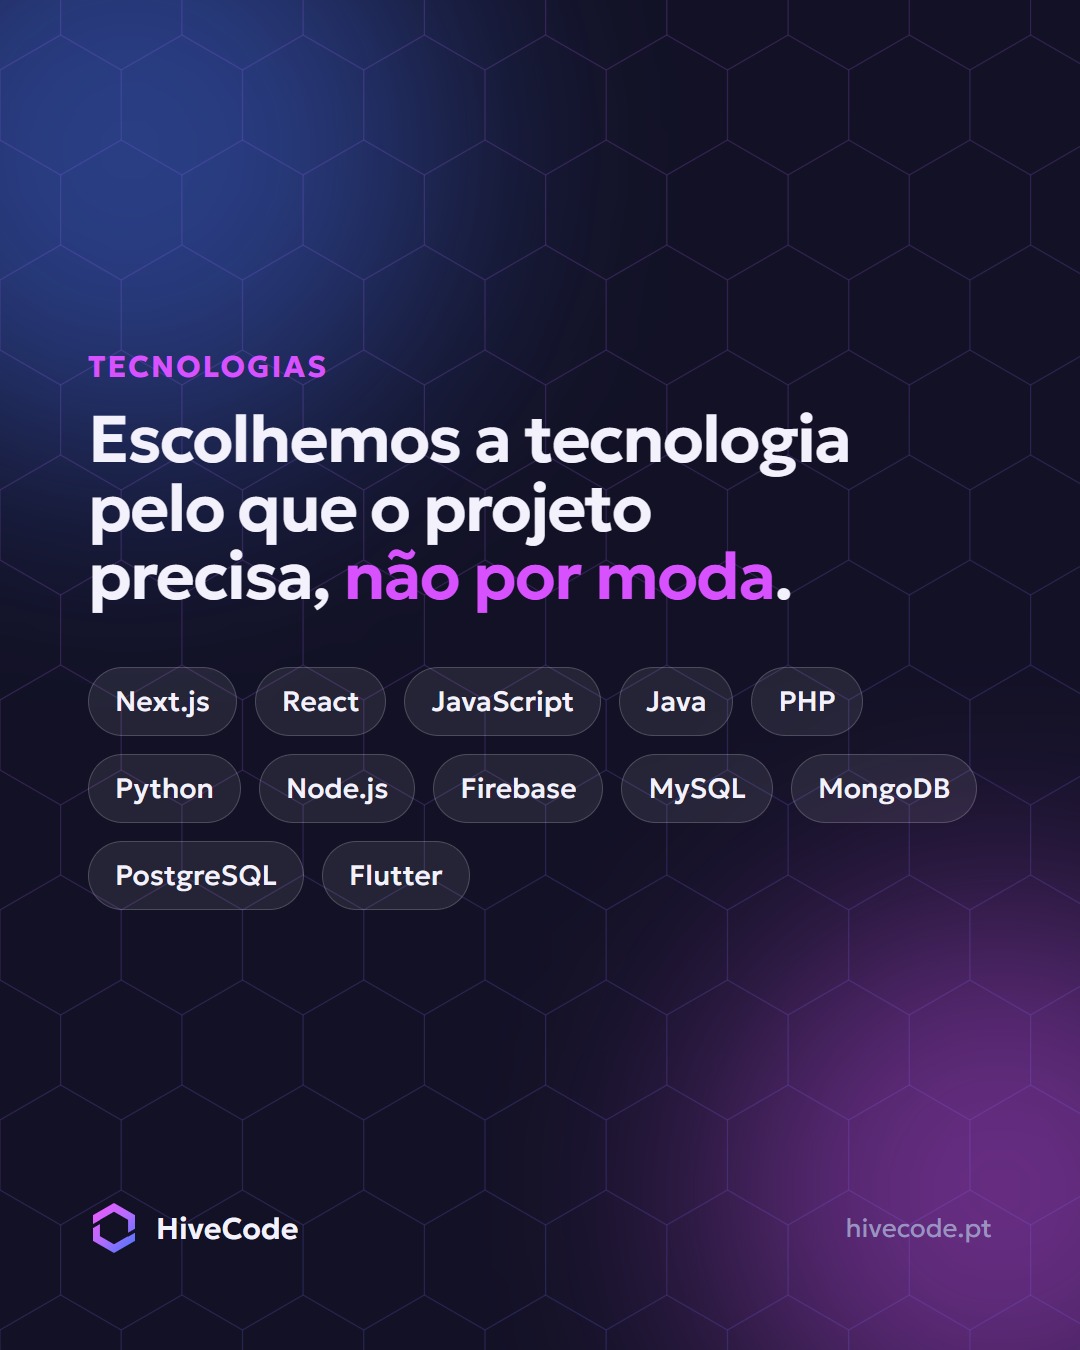 TECNOLOGIAS
Escolhemos a tecnologia
pelo que o projeto
precisa, não por moda.
Next.js React JavaScript Java PHP
Python Node.js Firebase MySQL MongoDB
PostgreSQL Flutter
HiveCode hivecode.pt